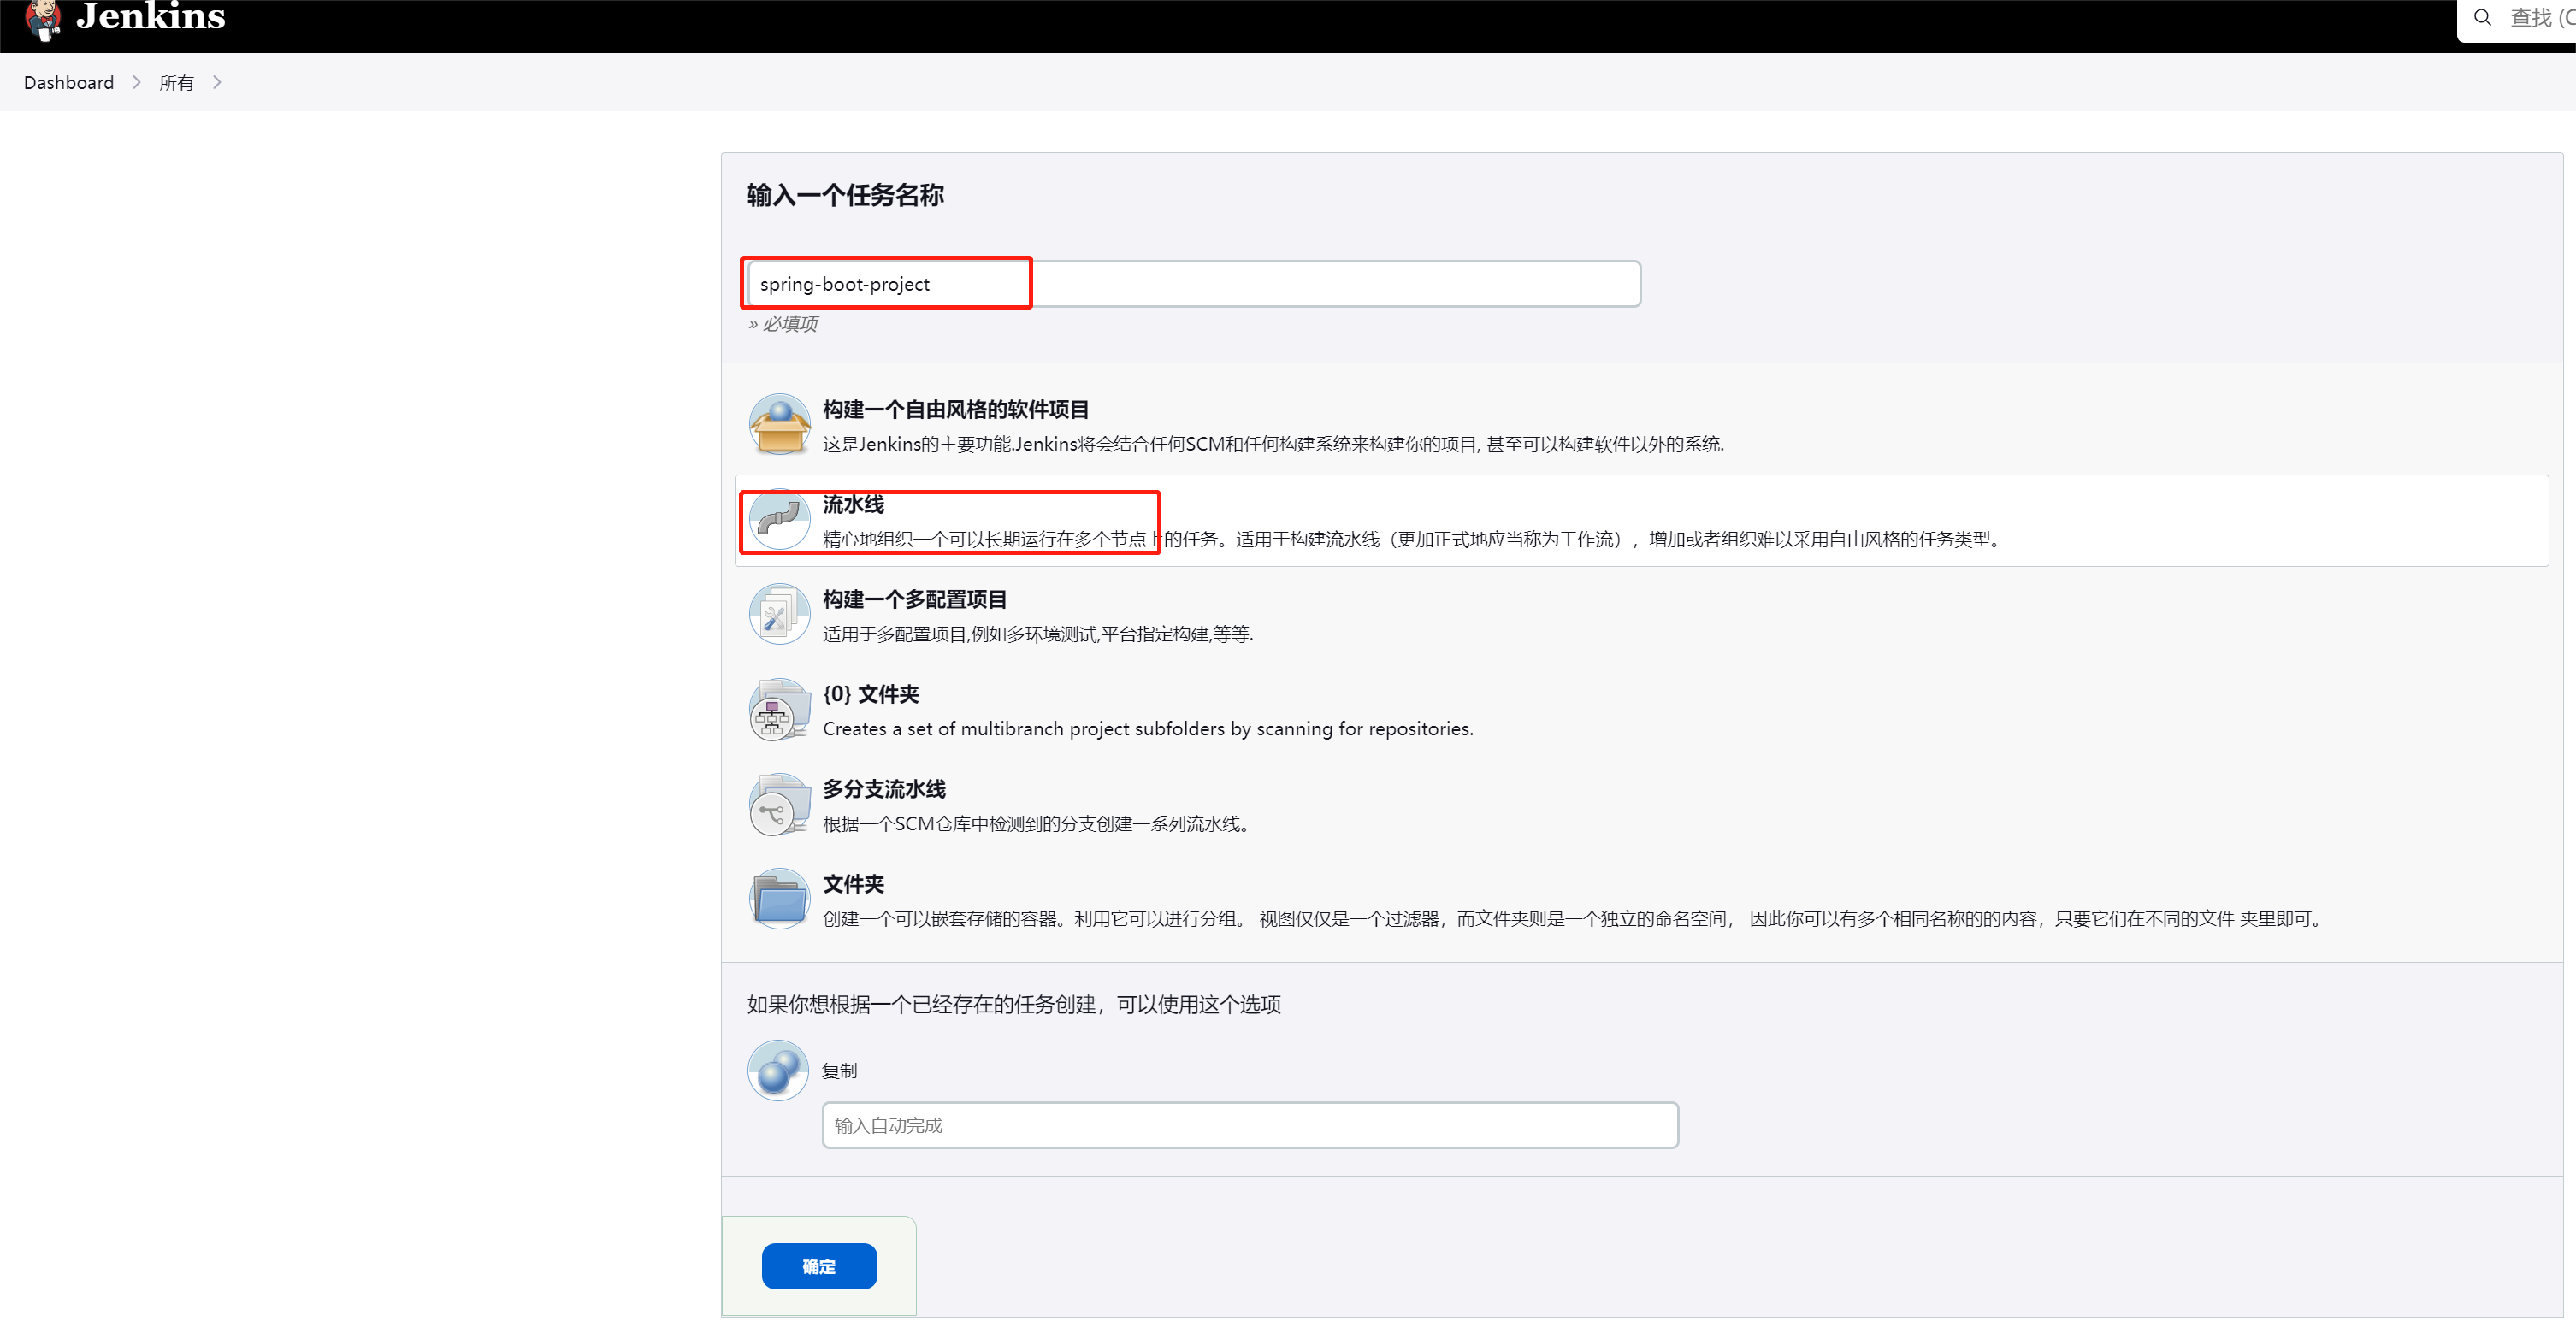 Jenkins
查找 (C
Dashboard
所有
输入一个任务名称
spring-boot-project
» 必填项
构建一个自由风格的软件项目
这是Jenkins的主要功能.Jenkins将会结合任何SCM和任何构建系统来构建你的项目, 甚至可以构建软件以外的系统.
流水线
精心地组织一个可以长期运行在多个节点上的任务。适用于构建流水线（更加正式地应当称为工作流），增加或者组织难以采用自由风格的任务类型。
构建一个多配置项目
适用于多配置项目,例如多环境测试,平台指定构建,等等.
{0} 文件夹
Creates a set of multibranch project subfolders by scanning for repositories.
多分支流水线
根据一个SCM仓库中检测到的分支创建一系列流水线。
文件夹
创建一个可以嵌套存储的容器。利用它可以进行分组。 视图仅仅是一个过滤器，而文件夹则是一个独立的命名空间， 因此你可以有多个相同名称的的内容，只要它们在不同的文件 夹里即可。
如果你想根据一个已经存在的任务创建，可以使用这个选项
复制
输入自动完成
确定